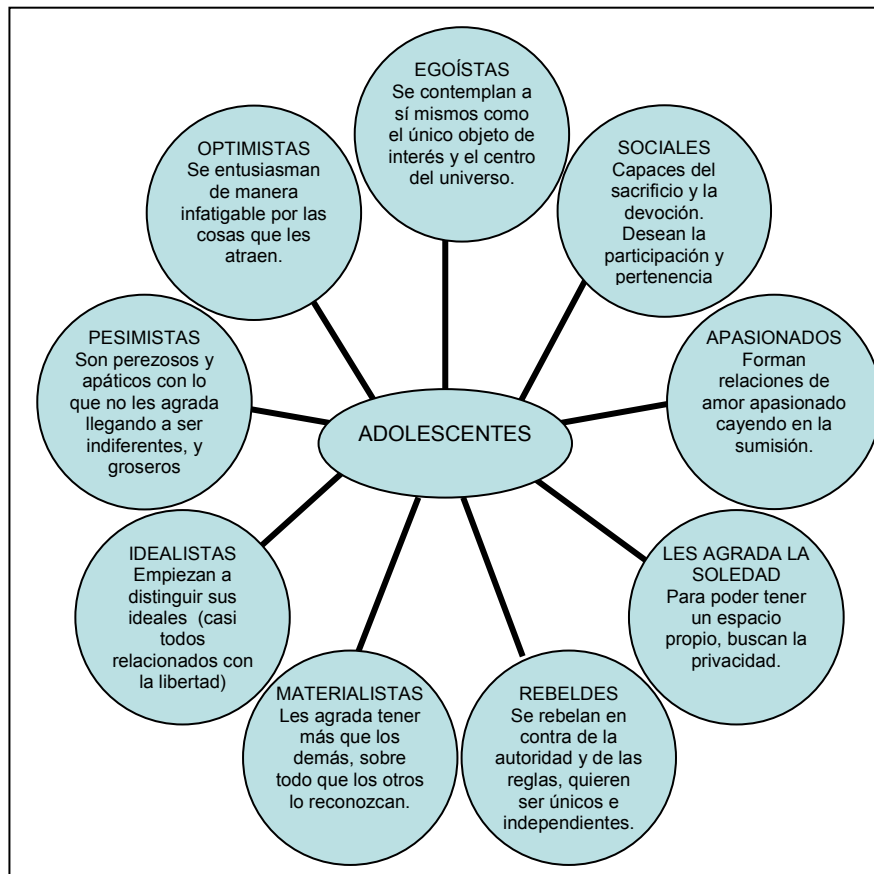 EGOÍSTAS
Se contemplan a
sí mismos como
el único objeto de
interés y el centro
del universo.
SOCIALES
Capaces del
sacrificio y la
devoción.
Desean la
participación y
pertenencia
APASIONADOS
Forman
relaciones de
amor apasionado
cayendo en la
sumisión.
LES AGRADA LA
SOLEDAD
Para poder tener
un espacio
propio, buscan la
privacidad.
REBELDES
Se rebelan en
contra de la
autoridad y de las
reglas, quieren
ser únicos e
independientes.
MATERIALISTAS
Les agrada tener
más que los
demás, sobre
todo que los otros
lo reconozcan.
IDEALISTAS
Empiezan a
distinguir sus
ideales (casi
todos
relacionados con
la libertad)
PESIMISTAS
Son perezosos y
apáticos con lo
que no les agrada
llegando a ser
indiferentes, y
groseros
OPTIMISTAS
Se entusiasman
de manera
infatigable por las
cosas que les
atraen.
ADOLESCENTES